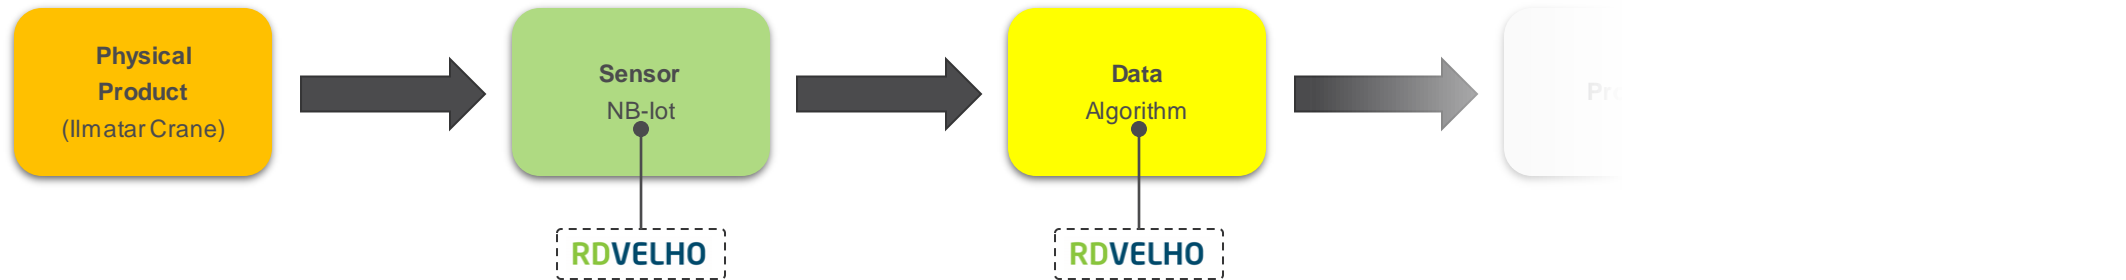 Physical
Product
(Ilmatar Crane)
Sensor
NB-Iot
Data
Algorithm
RDVELHO
RDVELHO